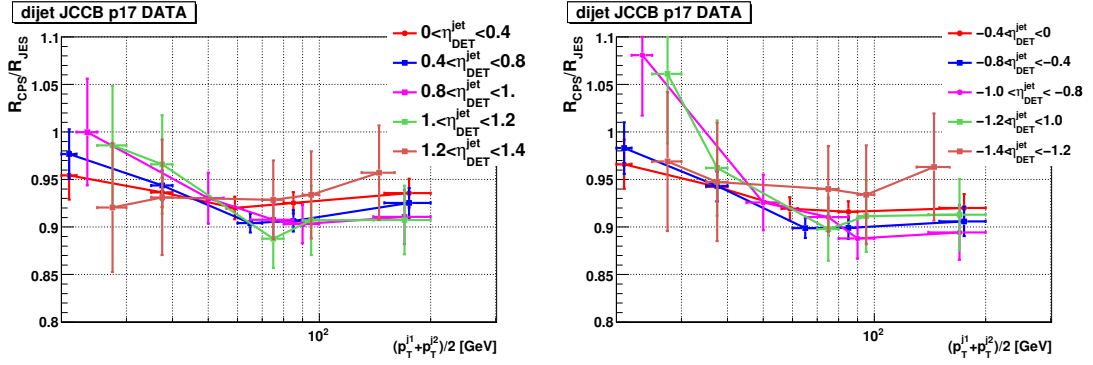 dijet JCCB p17 DATA
R_CPS/R_JES
1.1
1.05
1
0.95
0.9
0.85
0.8
10^2
(p_T^j1+p_T^j2)/2 [GeV]
0<η_DET^jet<0.4
0.4<η_DET^jet<0.8
0.8<η_DET^jet<1.
1.<η_DET^jet<1.2
1.2<η_DET^jet<1.4
dijet JCCB p17 DATA
R_CPS/R_JES
1.1
1.05
1
0.95
0.9
0.85
0.8
10^2
(p_T^j1+p_T^j2)/2 [GeV]
−0.4<η_DET^jet<0
−0.8<η_DET^jet<−0.4
−1.0 <η_DET^jet< −0.8
−1.2<η_DET^jet<1.0
−1.4<η_DET^jet<−1.2